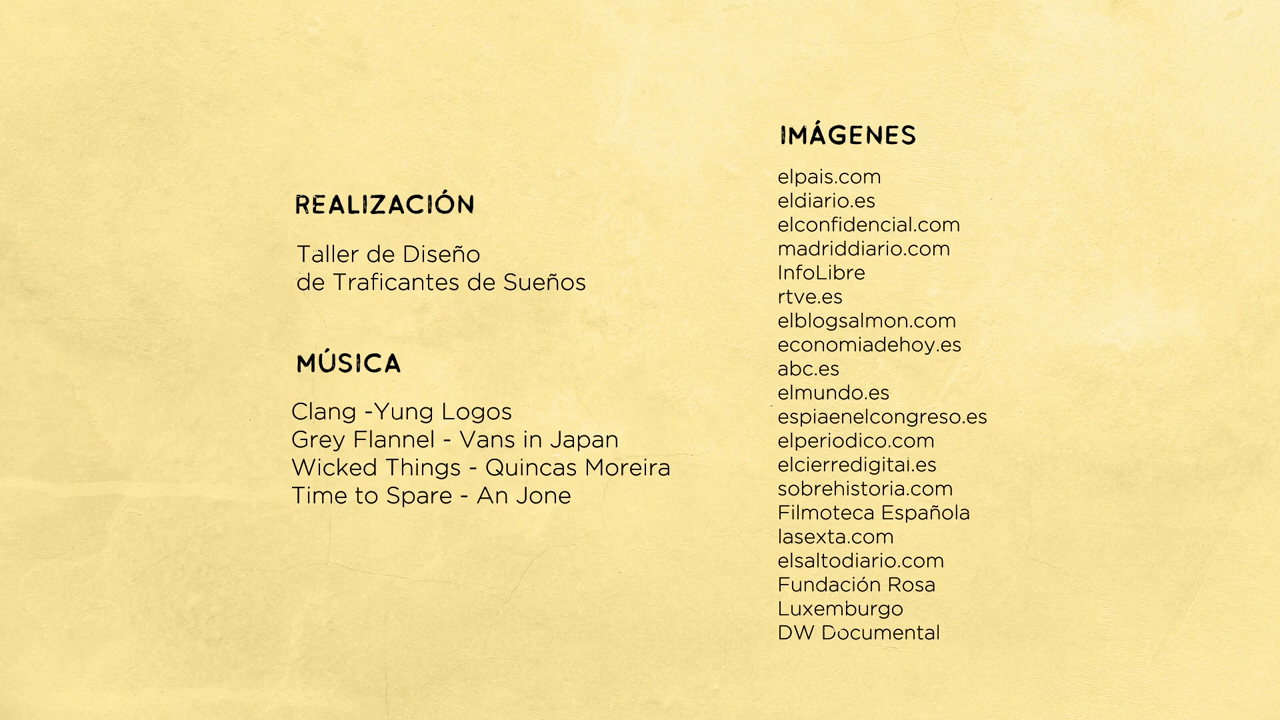 REALIZACIÓN
Taller de Diseño
de Traficantes de Sueños
MÚSICA
Clang -Yung Logos
Grey Flannel - Vans in Japan
Wicked Things - Quincas Moreira
Time to Spare - An Jone
IMÁGENES
elpais.com
eldiario.es
elconfidencial.com
madriddiario.com
InfoLibre
rtve.es
elblogsalmon.com
economiadehoy.es
abc.es
elmundo.es
espiaenelcongreso.es
elperiodico.com
elcierredigital.es
sobrehistoria.com
Filmoteca Española
lasexta.com
elsaltodiario.com
Fundación Rosa
Luxemburgo
DW Documental